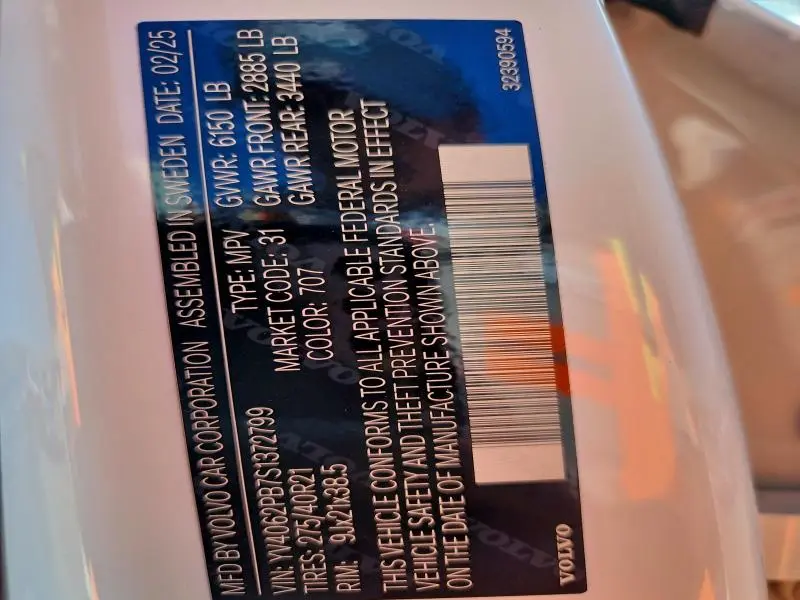 MFD BY VOLVO CAR CORPORATION ASSEMBLED IN SWEDEN DATE: 02/25
VIN: YV4062PB7S1372799 TYPE: MPV GVWR: 6150 LB
TIRES: 275/40R21 MARKET CODE: 31 GAWR FRONT: 2885 LB
RIM: 9Jx21x38.5 COLOR: 707 GAWR REAR: 3440 LB
THIS VEHICLE CONFORMS TO ALL APPLICABLE FEDERAL MOTOR
VEHICLE SAFETY AND THEFT PREVENTION STANDARDS IN EFFECT
ON THE DATE OF MANUFACTURE SHOWN ABOVE.
VOLVO 32390594